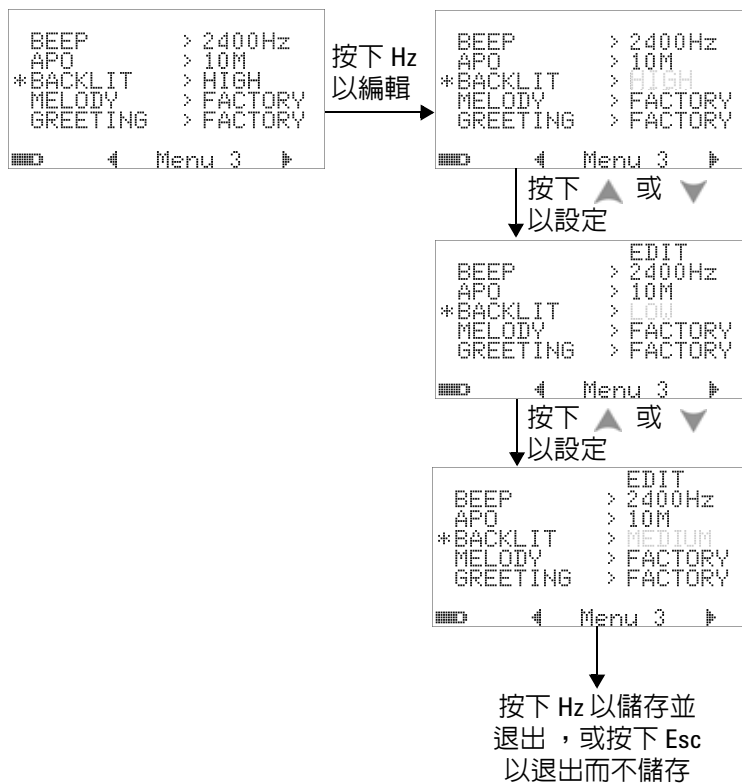 BEEP > 2400Hz
APO > 10M
*BACKLIT > HIGH
MELODY > FACTORY
GREETING > FACTORY
Menu 3
按下 Hz
以編輯
BEEP > 2400Hz
APO > 10M
*BACKLIT > HIGH
MELODY > FACTORY
GREETING > FACTORY
Menu 3
按下 ▲ 或 ▼
以設定
EDIT
BEEP > 2400Hz
APO > 10M
*BACKLIT > LOW
MELODY > FACTORY
GREETING > FACTORY
Menu 3
按下 ▲ 或 ▼
以設定
EDIT
BEEP > 2400Hz
APO > 10M
*BACKLIT > MEDIUM
MELODY > FACTORY
GREETING > FACTORY
Menu 3
按下 Hz 以儲存並
退出，或按下 Esc
以退出而不儲存